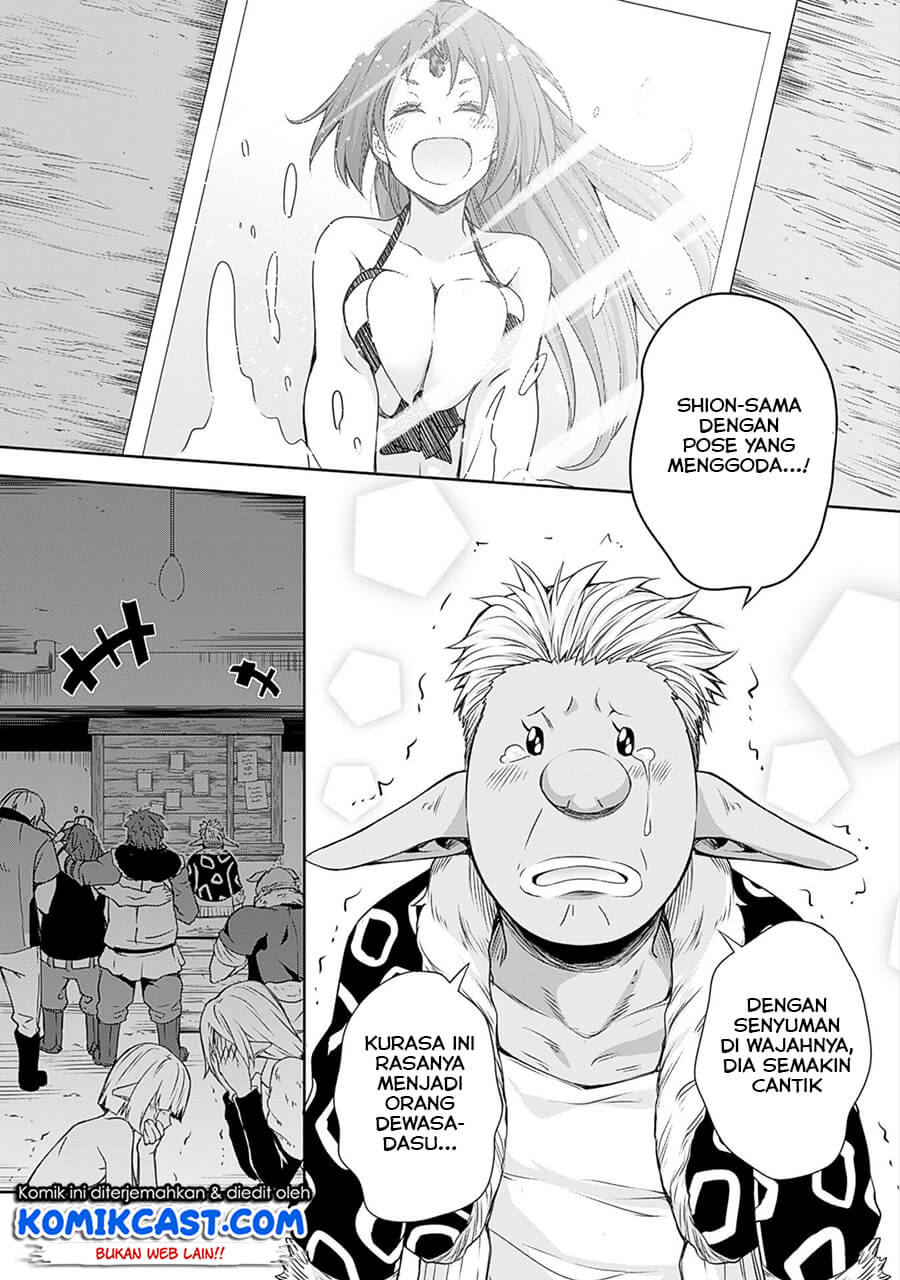 SHION-SAMA
DENGAN
POSE YANG
MENGGODA...!
DENGAN
SENYUMAN
DI WAJAHNYA,
DIA SEMAKIN
CANTIK
KURASA INI
RASANYA
MENJADI
ORANG
DEWASA-
DASU...
Komik ini diterjemahkan & diedit oleh
KOMIKCAST.COM
BUKAN WEB LAIN!!